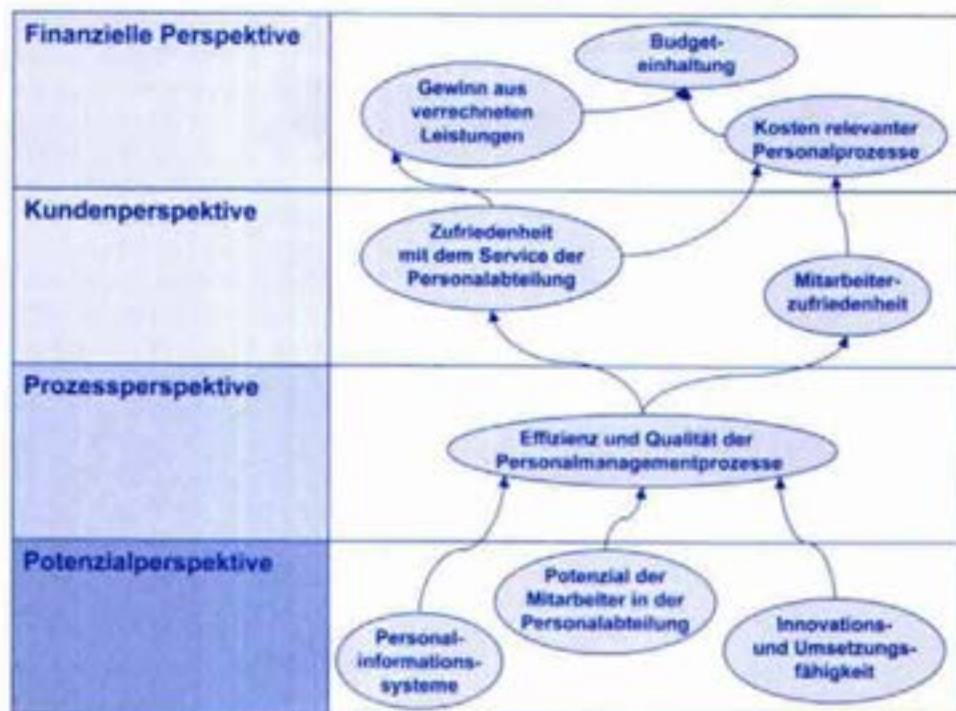 Finanzielle Perspektive
Budget-
einhaltung
Gewinn aus
verrechneten
Leistungen
Kosten relevanter
Personalprozesse
Kundenperspektive
Zufriedenheit
mit dem Service der
Personalabteilung
Mitarbeiter-
zufriedenheit
Prozessperspektive
Effizienz und Qualität der
Personalmanagementprozesse
Potenzialperspektive
Potenzial der
Mitarbeiter in der
Personalabteilung
Personal-
informations-
systeme
Innovations-
und Umsetzungs-
fähigkeit